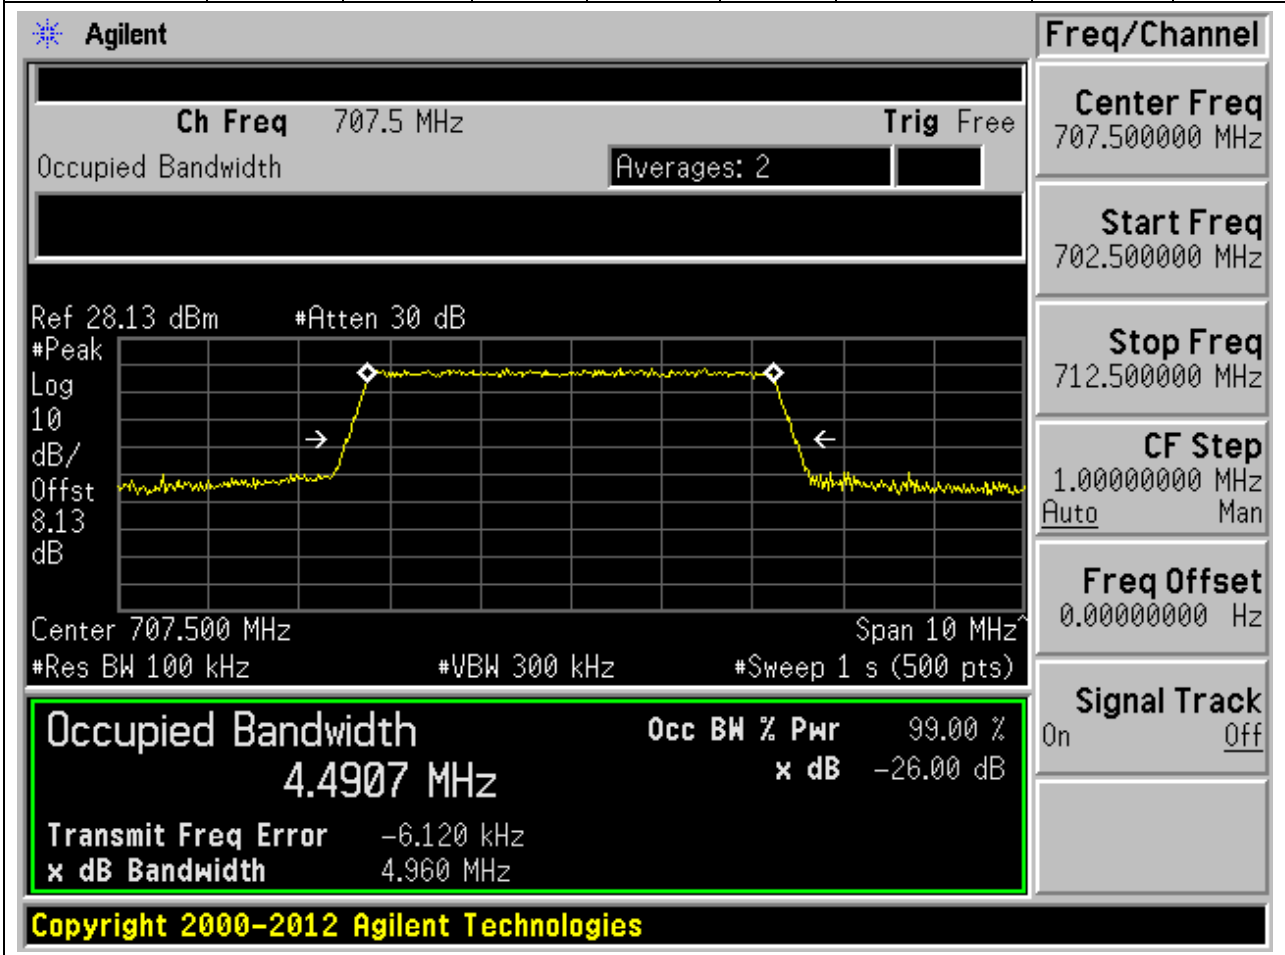 Agilent
Freq/Channel
Ch Freq 707.5 MHz Trig Free
Occupied Bandwidth Averages: 2
Center Freq
707.500000 MHz
Start Freq
702.500000 MHz
Ref 28.13 dBm #Atten 30 dB
#Peak
Log
10
dB/
Offst
8.13
dB
Stop Freq
712.500000 MHz
CF Step
1.00000000 MHz
Auto Man
Freq Offset
0.00000000 Hz
Center 707.500 MHz Span 10 MHz^
#Res BW 100 kHz #VBW 300 kHz #Sweep 1 s (500 pts)
Signal Track
On Off
Occupied Bandwidth
4.4907 MHz
Occ BW % Pwr 99.00 %
x dB -26.00 dB
Transmit Freq Error -6.120 kHz
x dB Bandwidth 4.960 MHz
Copyright 2000-2012 Agilent Technologies